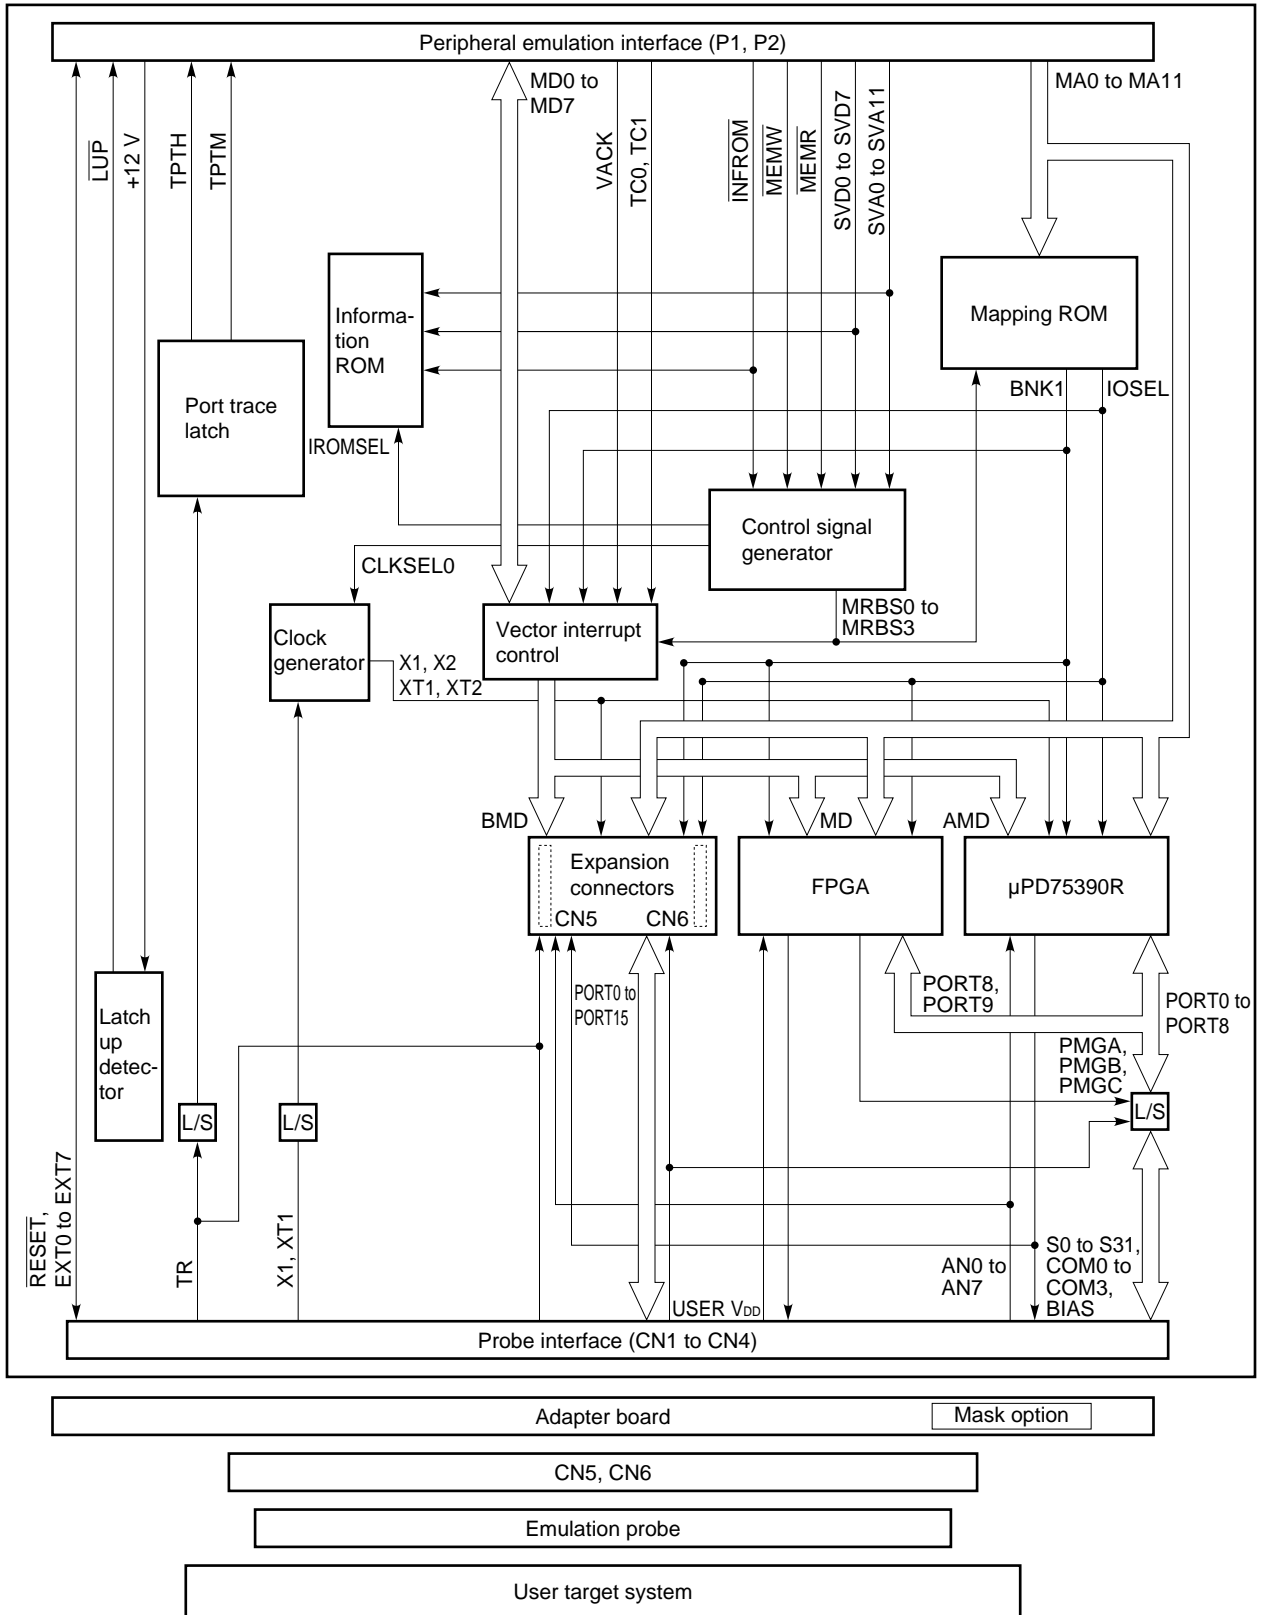 Peripheral emulation interface (P1, P2)
LUP
+12 V
TPTH
TPTM
MD0 to
MD7
VACK
TC0, TC1
INFROM
MEMW
MEMR
SVD0 to SVD7
SVA0 to SVA11
MA0 to MA11
Informa-
tion
ROM
Mapping ROM
Port trace
latch
IROMSEL
BNK1
IOSEL
Control signal
generator
CLKSEL0
MRBS0 to
MRBS3
Clock
generator
Vector interrupt
control
X1, X2
XT1, XT2
BMD
MD
AMD
Expansion
connectors
CN5
CN6
FPGA
µPD75390R
Latch
up
detec-
tor
PORT0 to
PORT15
PORT8,
PORT9
PORT0 to
PORT8
PMGA,
PMGB,
PMGC
L/S
L/S
L/S
RESET,
EXT0 to EXT7
TR
X1, XT1
USER VDD
AN0 to
AN7
S0 to S31,
COM0 to
COM3,
BIAS
Probe interface (CN1 to CN4)
Adapter board
Mask option
CN5, CN6
Emulation probe
User target system